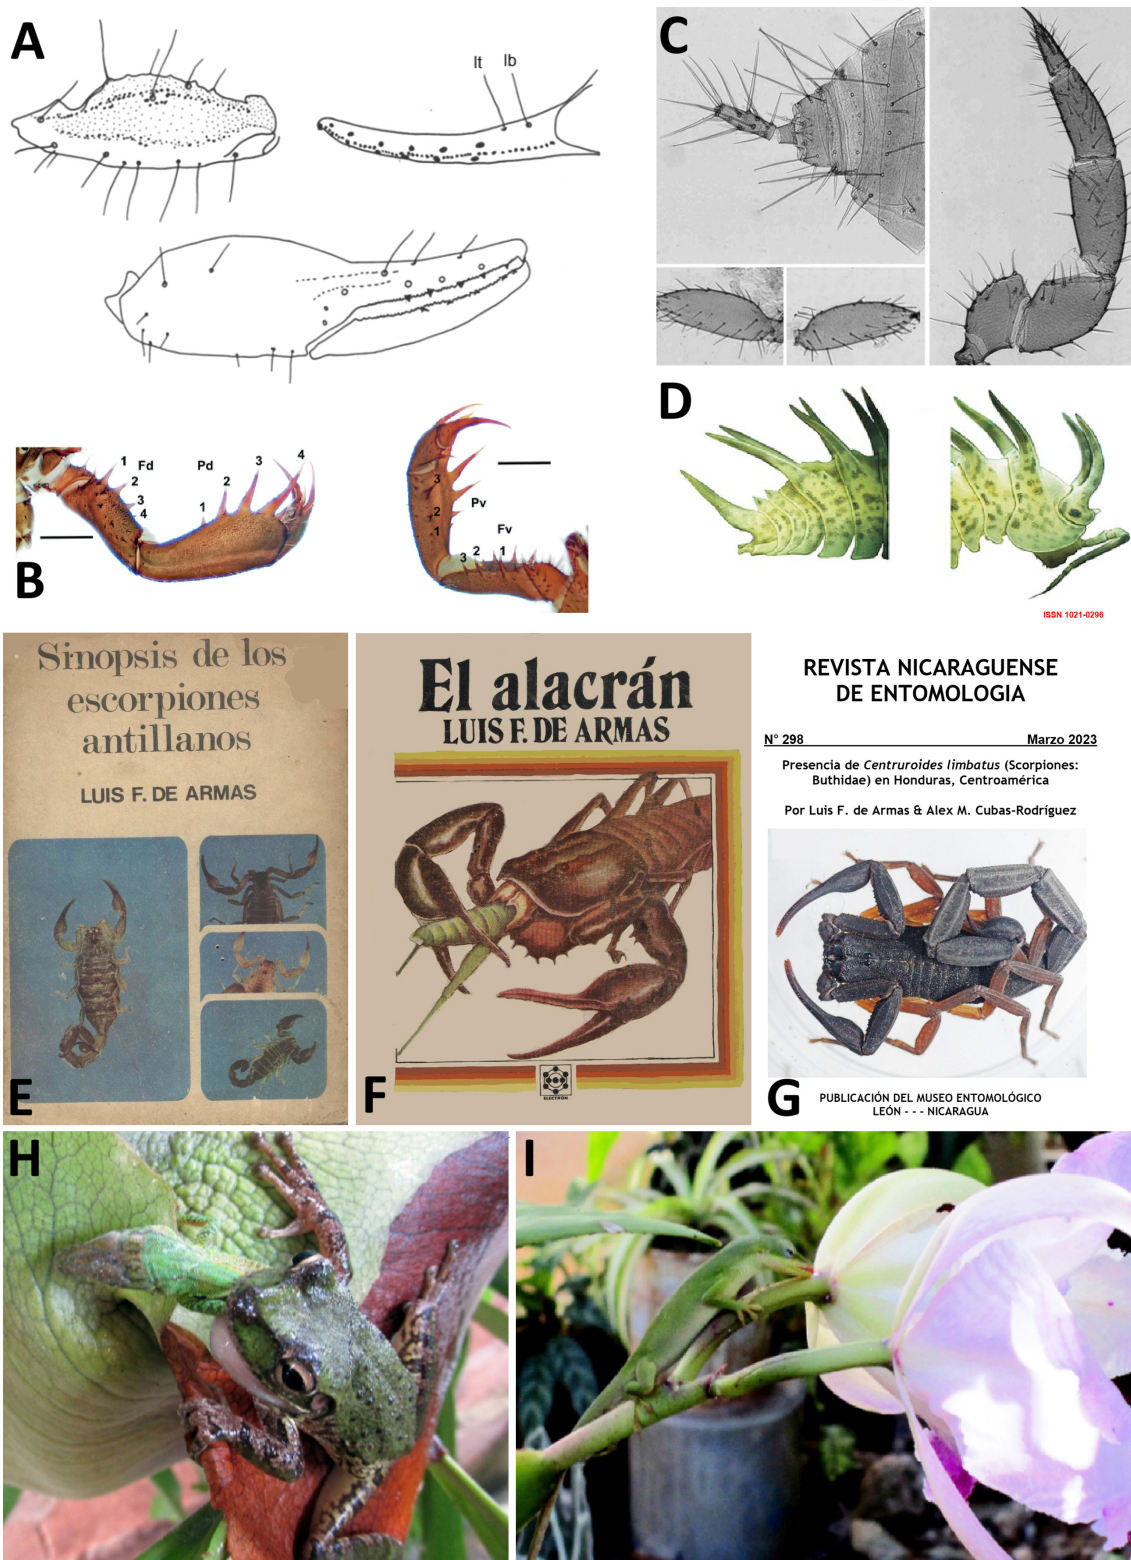 A
lt lb
C
B
1 Fd
2
3
4
Pd
1
2
3
4
3
2
1
Pv
Fv
3 2 1
D
ISSN 1021-0296
Sinopsis de los
escorpiones
antillanos
LUIS F. DE ARMAS
E
El alacrán
LUIS F. DE ARMAS
ELECTRÓN
F
REVISTA NICARAGUENSE
DE ENTOMOLOGIA
N° 298 Marzo 2023
Presencia de Centruroides limbatus (Scorpiones:
Buthidae) en Honduras, Centroamérica
Por Luis F. de Armas & Alex M. Cubas-Rodríguez
G
PUBLICACIÓN DEL MUSEO ENTOMOLÓGICO
LEÓN - - - NICARAGUA
H
I